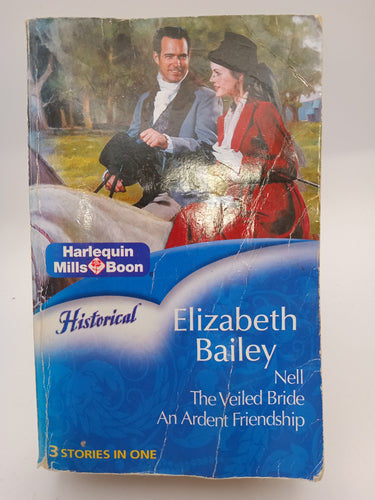 Harlequin
Mills & Boon
Historical
Elizabeth
Bailey
Nell
The Veiled Bride
An Ardent Friendship
3 STORIES IN ONE